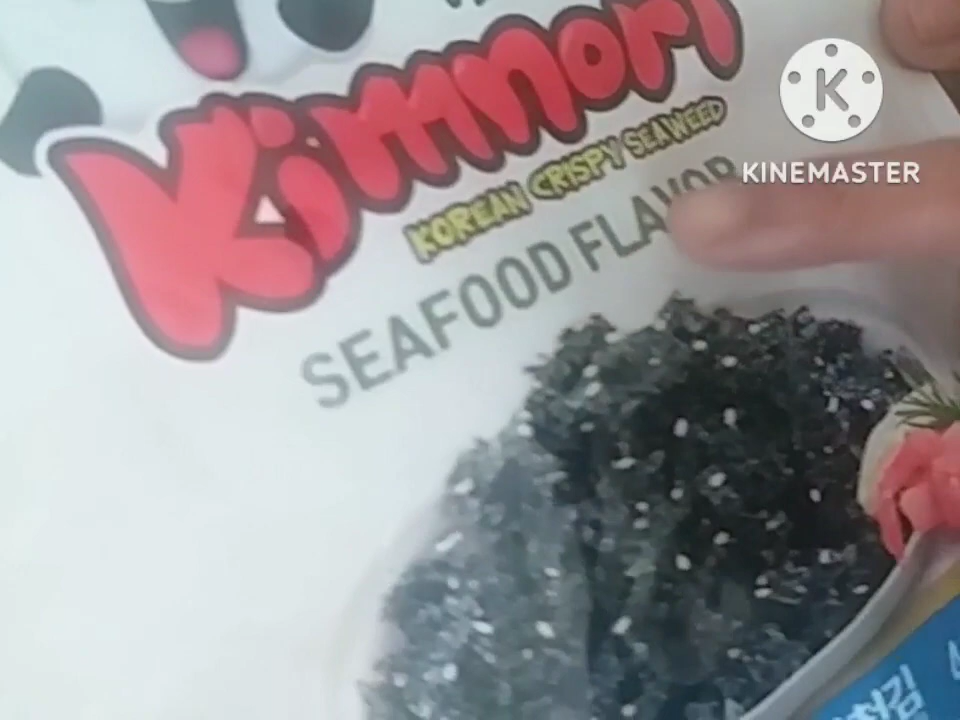 Kimnori
KOREAN CRISPY SEAWEED
SEAFOOD FLAVOR
K
KINEMASTER